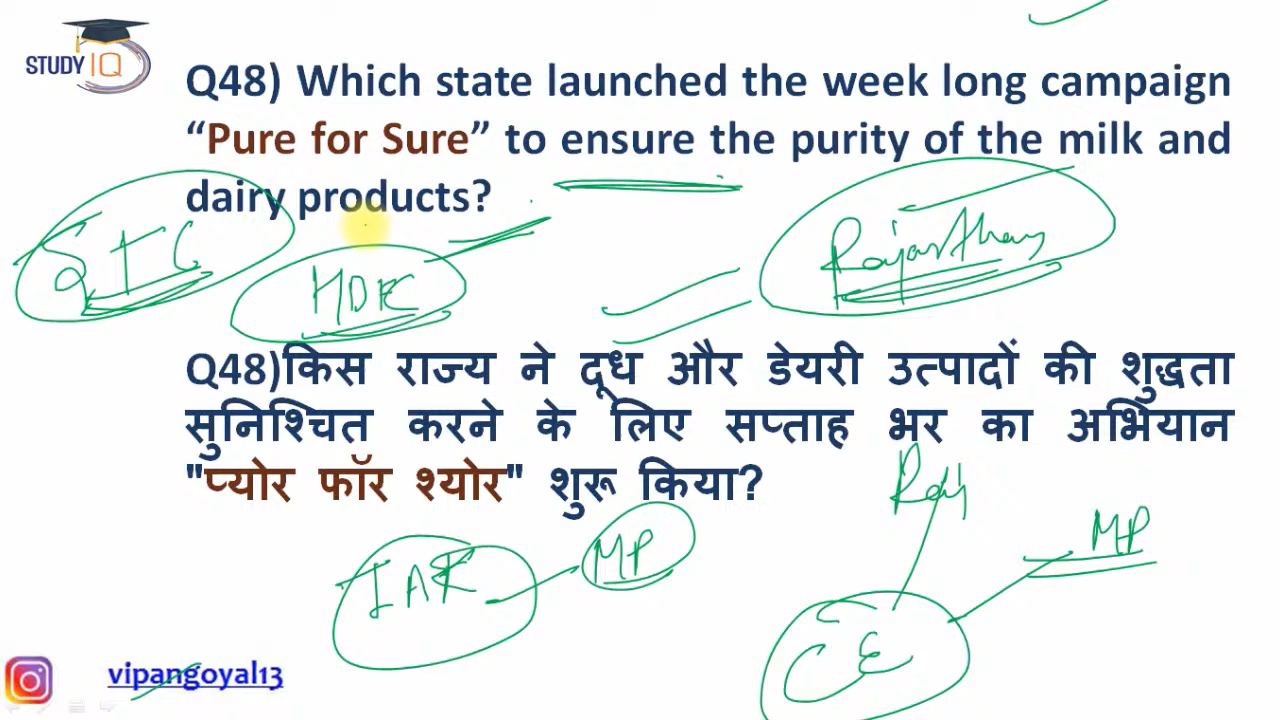 STUDY IQ
Q48) Which state launched the week long campaign
“Pure for Sure” to ensure the purity of the milk and
dairy products?
Rajasthan
Q48)किस राज्य ने दूध और डेयरी उत्पादों की शुद्धता
सुनिश्चित करने के लिए सप्ताह भर का अभियान
"प्योर फॉर श्योर" शुरू किया?
Raj
MP
MP
CE
vipangoyal13